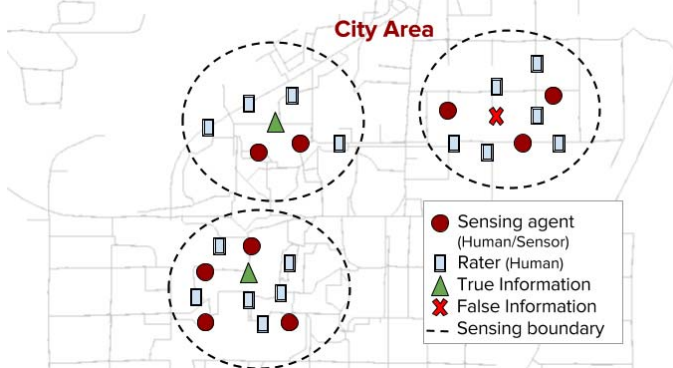 City Area
Sensing agent
(Human/Sensor)
Rater (Human)
True Information
False Information
Sensing boundary